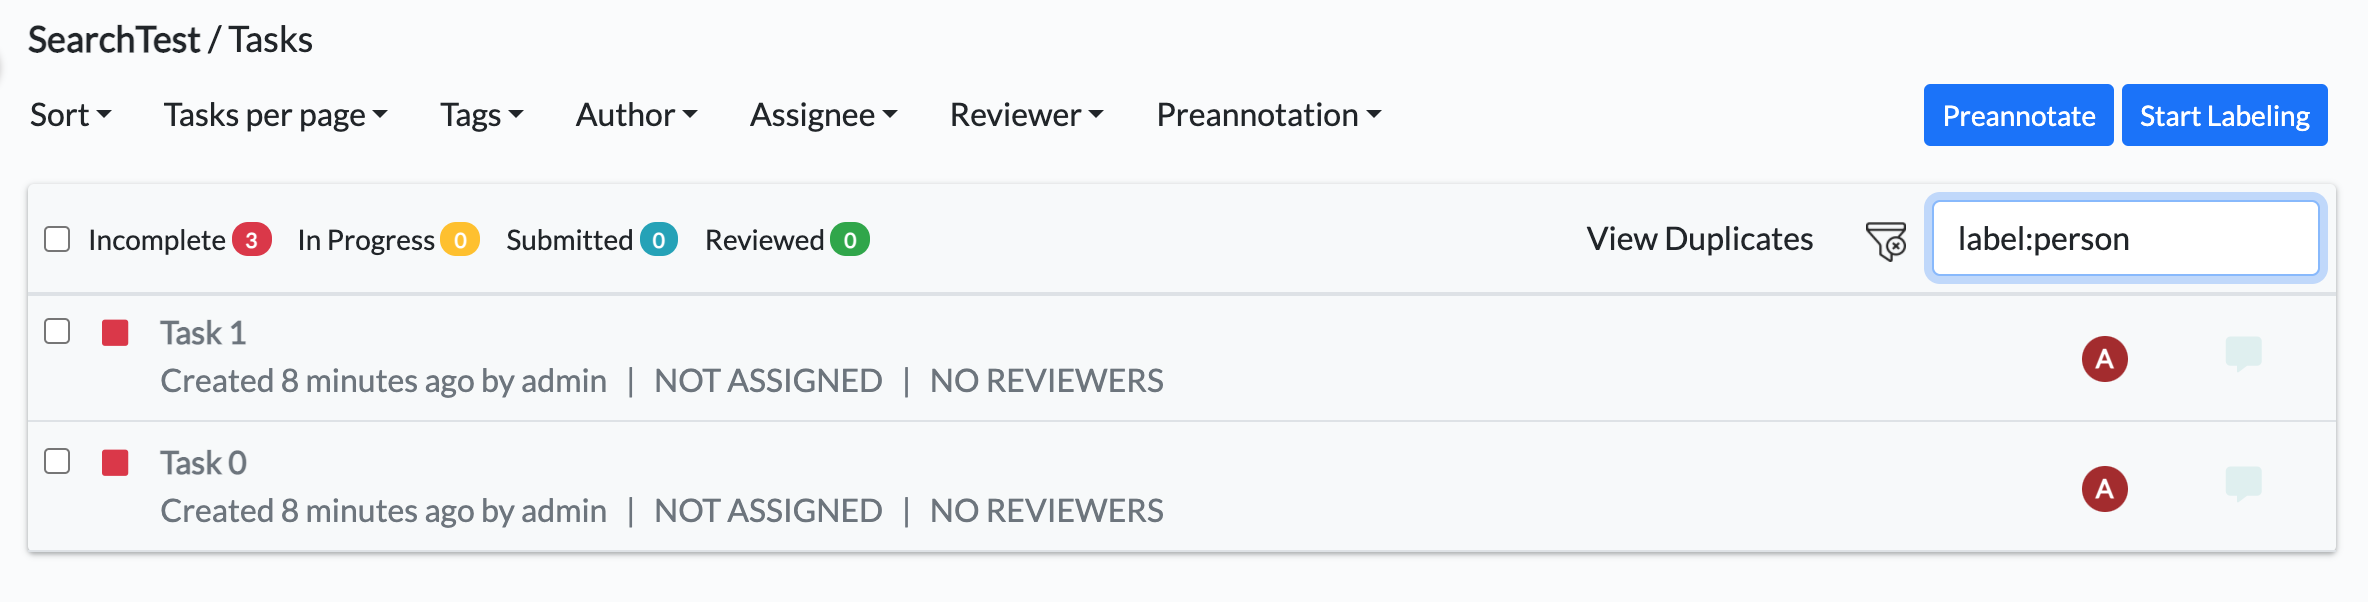 SearchTest / Tasks
Sort Tasks per page Tags Author Assignee Reviewer Preannotation Preannotate Start Labeling
Incomplete 3 In Progress 0 Submitted 0 Reviewed 0 View Duplicates label:person
Task 1
Created 8 minutes ago by admin | NOT ASSIGNED | NO REVIEWERS A
Task 0
Created 8 minutes ago by admin | NOT ASSIGNED | NO REVIEWERS A